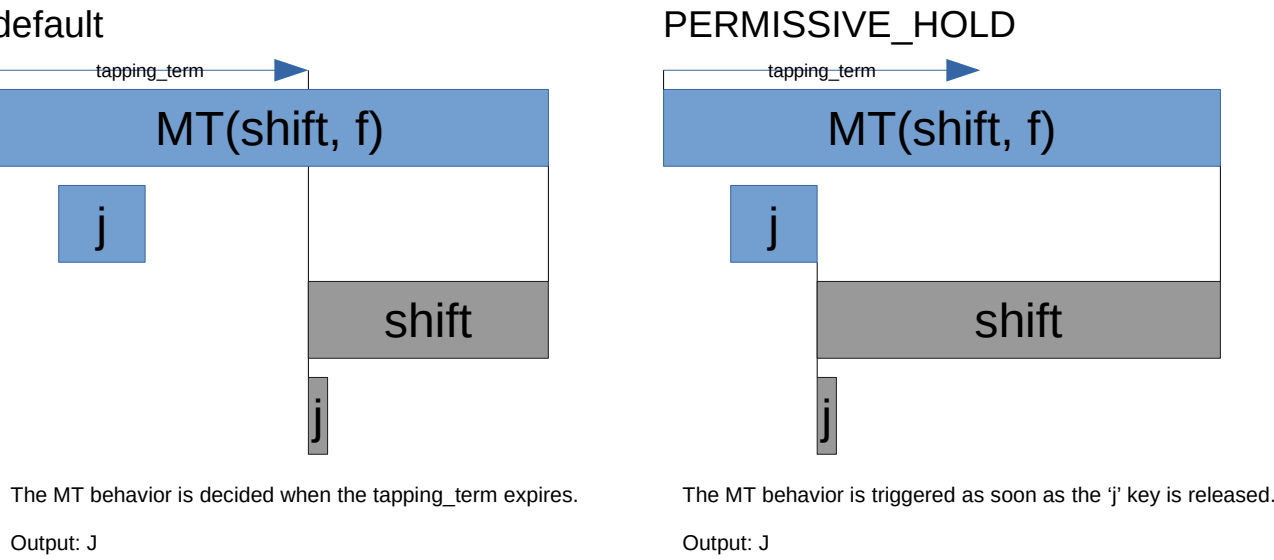 default
tapping_term
MT(shift, f)
j
shift
j
The MT behavior is decided when the tapping_term expires.
Output: J
PERMISSIVE_HOLD
tapping_term
MT(shift, f)
j
shift
j
The MT behavior is triggered as soon as the ‘j’ key is released.
Output: J